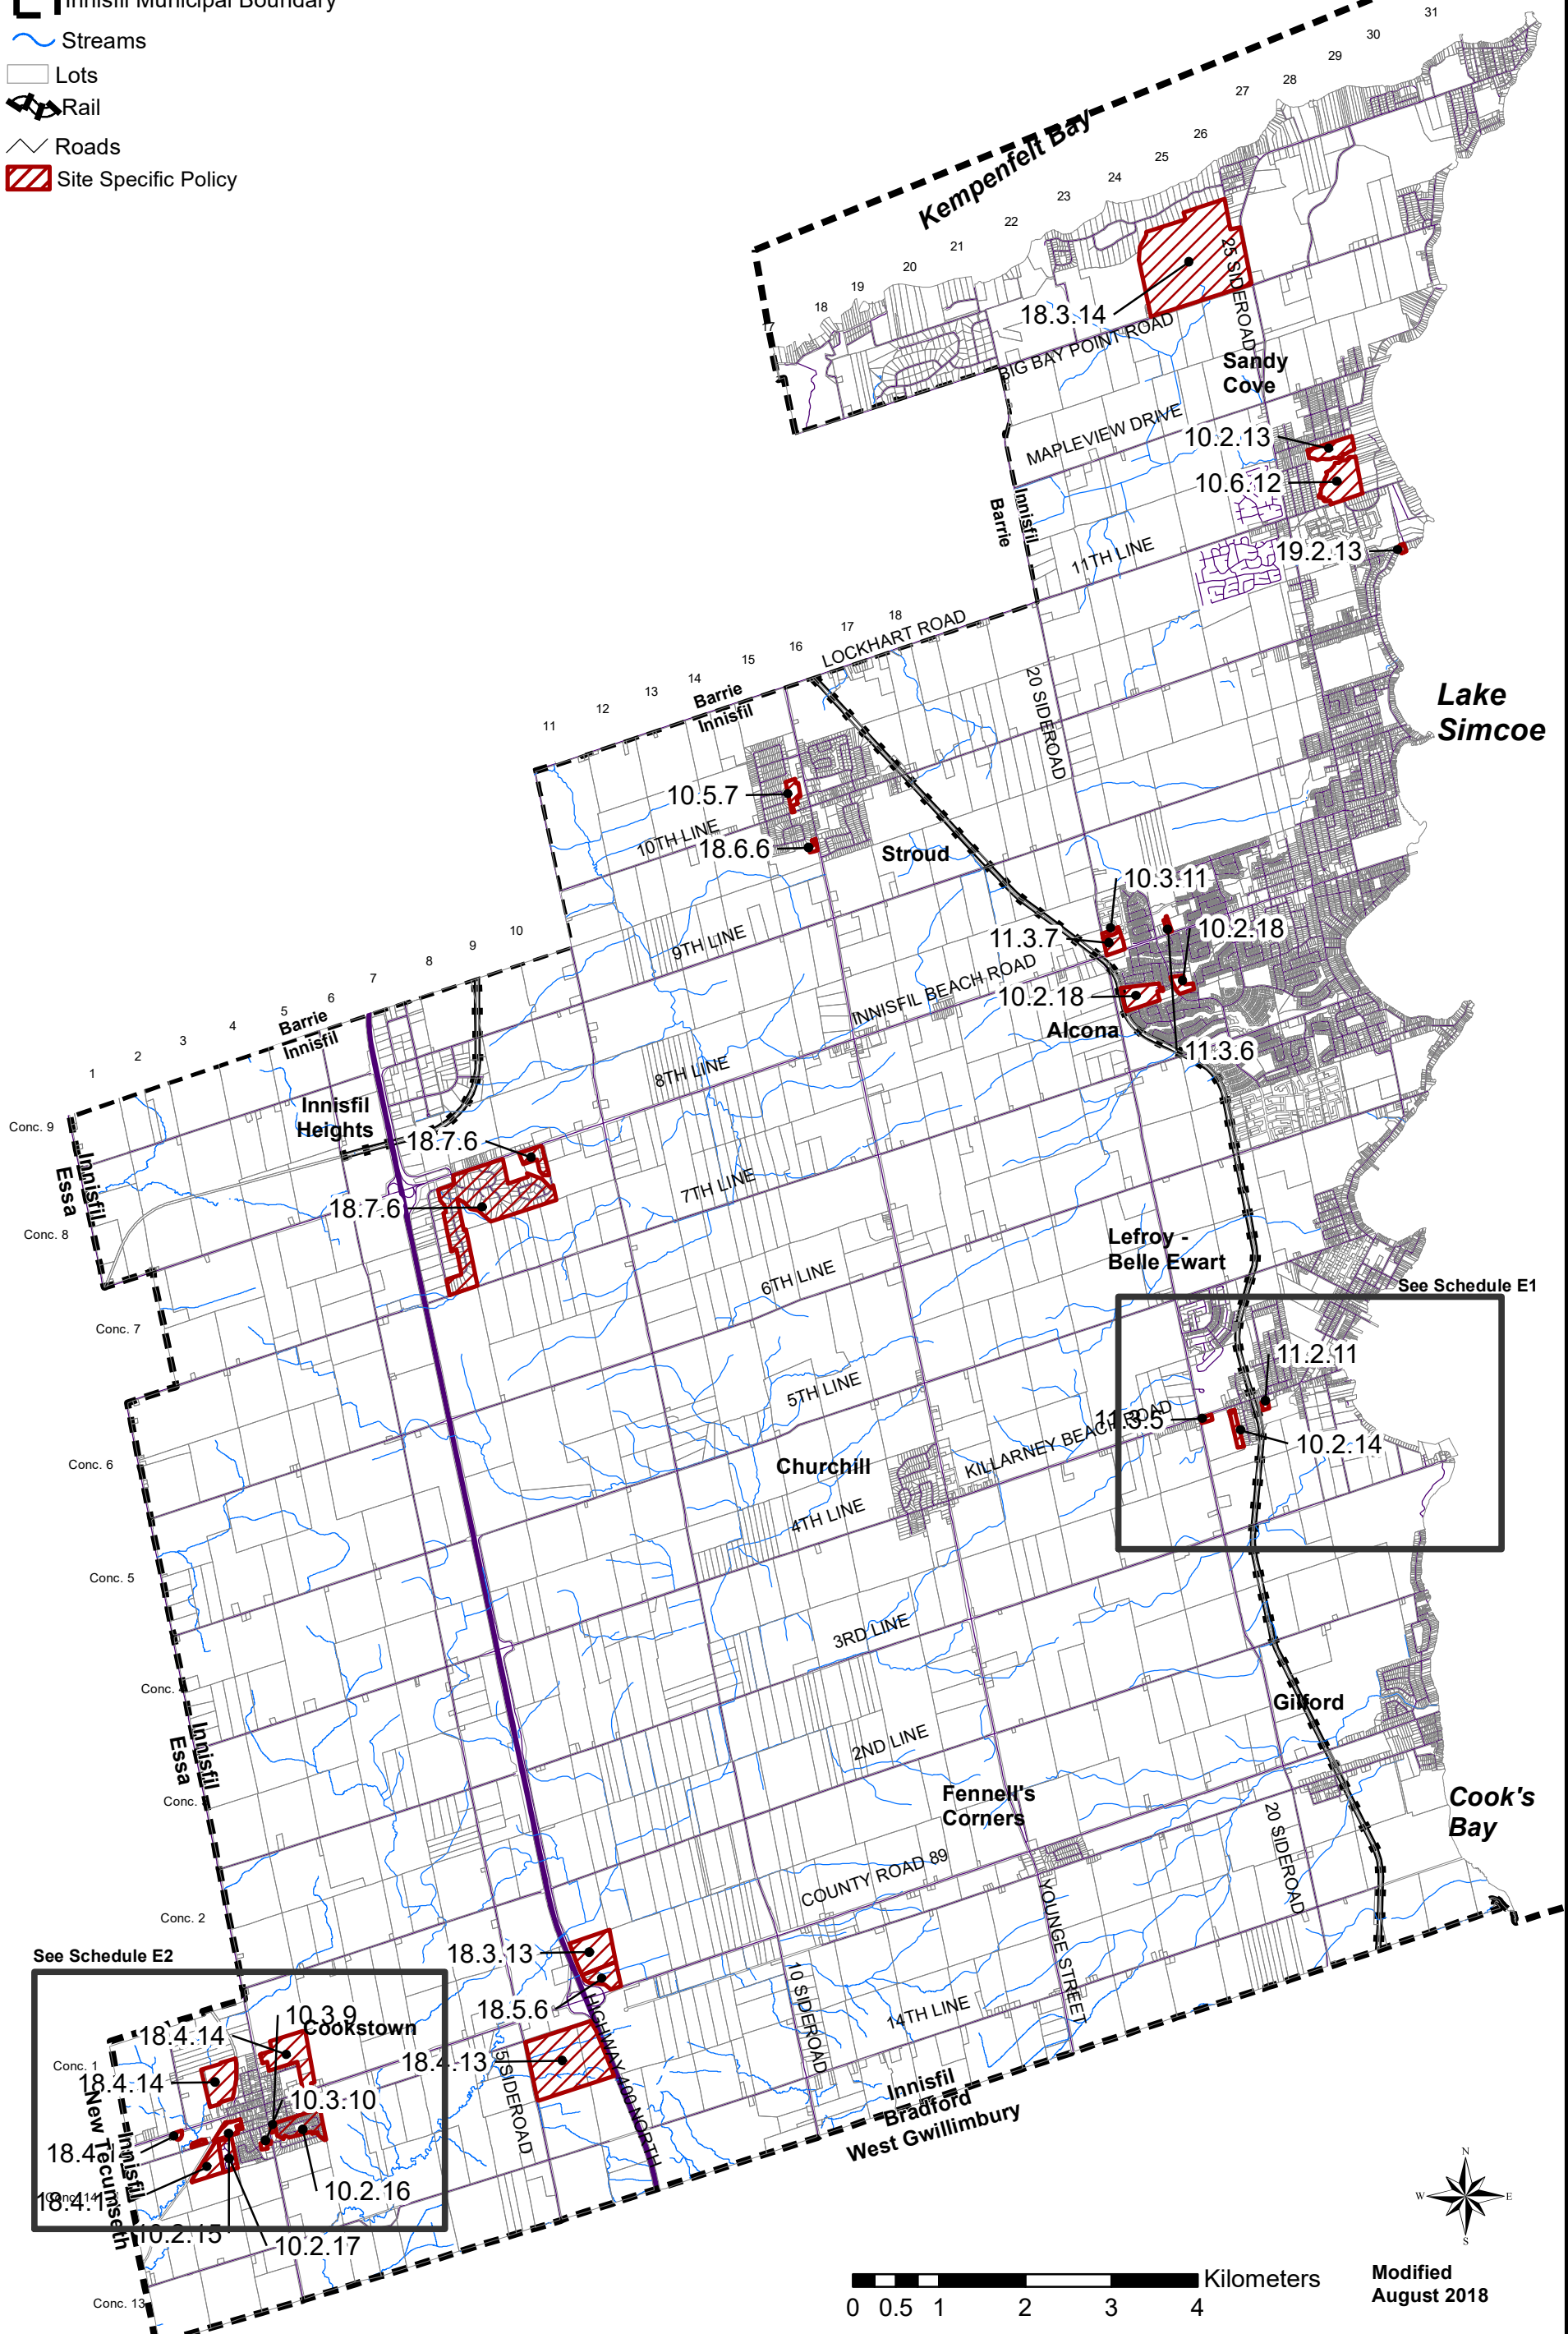 Innisfil Municipal Boundary
Streams
Lots
Rail
Roads
Site Specific Policy
31
30
29
28
27
26
25
24
23
22
21
20
19
18
17
Kempenfelt Bay
25 SIDEROAD
18.3.14
BIG BAY POINT ROAD
Sandy
Cove
MAPLEVIEW DRIVE
10.2.13
10.6.12
Innisfil
Barrie
11TH LINE
19.2.13
18
17
16
15
14
13
12
11
LOCKHART ROAD
Barrie
Innisfil
20 SIDEROAD
Lake
Simcoe
10.5.7
10TH LINE
18.6.6
Stroud
10.3.11
10.2.18
11.3.7
9TH LINE
INNISFIL BEACH ROAD
10.2.18
Alcona
11.3.6
10
9
8
7
6
5
4
3
2
1
Barrie
Innisfil
8TH LINE
Conc. 9
Innisfil
Heights
18.7.6
Innisfil
Essa
7TH LINE
18.7.6
Conc. 8
Lefroy -
Belle Ewart
6TH LINE
See Schedule E1
Conc. 7
11.2.11
5TH LINE
11.3.5
KILLARNEY BEACH ROAD
10.2.14
Conc. 6
Churchill
4TH LINE
Conc. 5
3RD LINE
Conc.
Gilford
Innisfil
Essa
2ND LINE
Conc.
Fennell's
Corners
Cook's
Bay
20 SIDEROAD
COUNTY ROAD 89
YOUNGE STREET
Conc. 2
See Schedule E2
18.3.13
18.5.6
10 SIDEROAD
14TH LINE
HIGHWAY 400 NORTH
10.3.9
Cookstown
18.4.14
18.4.13
5 SIDEROAD
Conc. 1
18.4.14
10.3.10
Innisfil
Bradford
West Gwillimbury
New Tecumseth
Innisfil
10.2.16
10.2.15
10.2.17
Conc. 13
N
W
E
S
Kilometers
0 0.5 1 2 3 4
Modified
August 2018